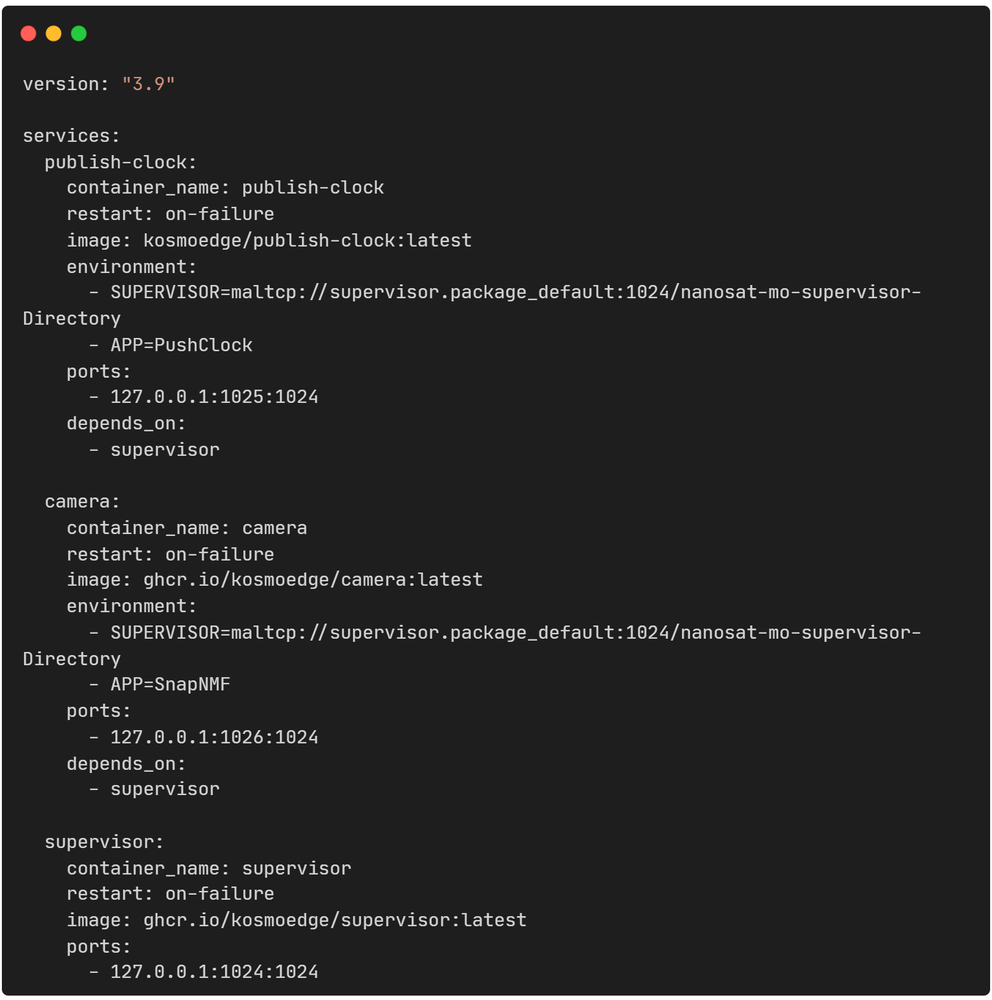 version: "3.9"

services:
  publish-clock:
    container_name: publish-clock
    restart: on-failure
    image: kosmoedge/publish-clock:latest
    environment:
      - SUPERVISOR=maltcp://supervisor.package_default:1024/nanosat-mo-supervisor-
Directory
      - APP=PushClock
    ports:
      - 127.0.0.1:1025:1024
    depends_on:
      - supervisor

  camera:
    container_name: camera
    restart: on-failure
    image: ghcr.io/kosmoedge/camera:latest
    environment:
      - SUPERVISOR=maltcp://supervisor.package_default:1024/nanosat-mo-supervisor-
Directory
      - APP=SnapNMF
    ports:
      - 127.0.0.1:1026:1024
    depends_on:
      - supervisor

  supervisor:
    container_name: supervisor
    restart: on-failure
    image: ghcr.io/kosmoedge/supervisor:latest
    ports:
      - 127.0.0.1:1024:1024